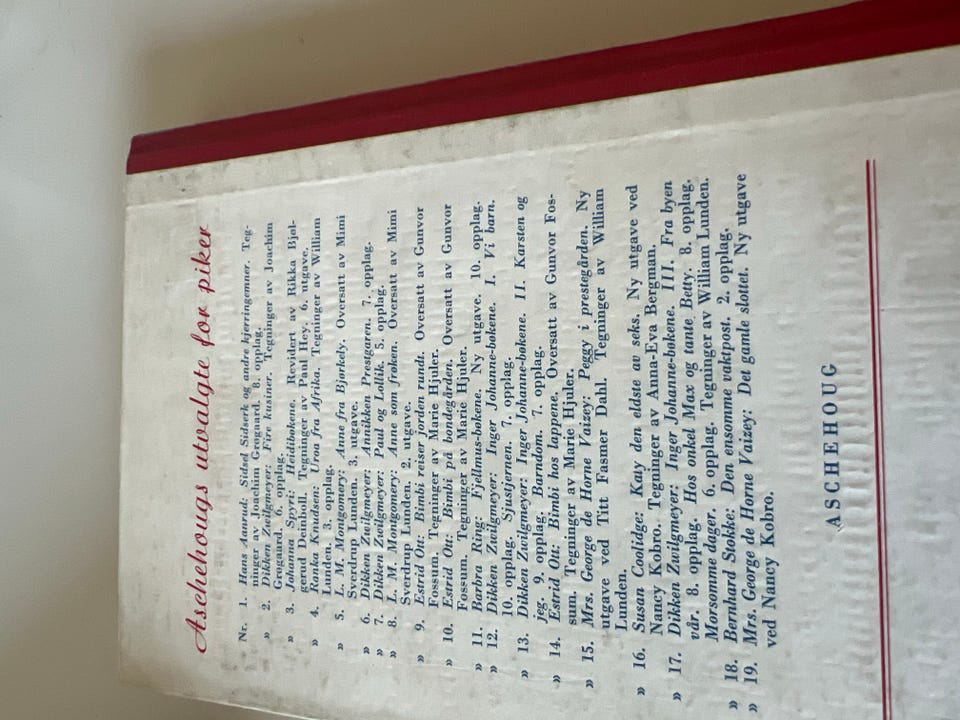 Aschehougs utvalgte for piker
Nr. 1. Hans Aanrud: Sidsel Sidserk og andre kjerringemner. Teg-
ninger av Joachim Grøgaard. 8. opplag.
» 2. Dikken Zwilgmeyer: Fire kusiner. Tegninger av Joachim
Grøgaard. 6. opplag.
» 3. Johanna Spyri: Heidibøkene. Revidert av Rikka Bjøl-
gerud Deinboll. Tegninger av Paul Hey. 6. utgave.
» 4. Ranka Knudsen: Uron fra Afrika. Tegninger av William
Lunden. 3. opplag.
» 5. L. M. Montgomery: Anne fra Bjørkely. Oversatt av Mimi
Sverdrup Lunden. 3. utgave.
» 6. Dikken Zwilgmeyer: Annikken Prestgaren. 7. opplag.
» 7. Dikken Zwilgmeyer: Paul og Lollik. 5. opplag.
» 8. L. M. Montgomery: Anne som frøken. Oversatt av Mimi
Sverdrup Lunden. 2. utgave.
» 9. Estrid Ott: Bimbi reiser jorden rundt. Oversatt av Gunvor
Fossum. Tegninger av Marie Hjuler.
» 10. Estrid Ott: Bimbi på bondegården. Oversatt av Gunvor
Fossum. Tegninger av Marie Hjuler.
» 11. Barbra Ring: Fjellmus-bøkene. Ny utgave. 10. opplag.
» 12. Dikken Zwilgmeyer: Inger Johanne-bøkene. I. Vi barn.
10. opplag. Sjustjernen. 7. opplag.
» 13. Dikken Zwilgmeyer: Inger Johanne-bøkene. II. Karsten og
jeg. 9. opplag. Barndom. 7. opplag.
» 14. Estrid Ott: Bimbi hos lappene. Oversatt av Gunvor Fos-
sum. Tegninger av Marie Hjuler.
» 15. Mrs. George de Horne Vaizey: Peggy i prestegården. Ny
utgave ved Titt Fasmer Dahl. Tegninger av William
Lunden.
» 16. Susan Coolidge: Katy den eldste av seks. Ny utgave ved
Nancy Kobro. Tegninger av Anna-Eva Bergman.
» 17. Dikken Zwilgmeyer: Inger Johanne-bøkene. III. Fra byen
vår. 8. opplag. Hos onkel Max og tante Betty. 8. opplag.
Morsomme dager. 6. opplag. Tegninger av William Lunden.
» 18. Bernhard Stokke: Den ensomme vaktpost. 2. opplag.
» 19. Mrs. George de Horne Vaizey: Det gamle slottet. Ny utgave
ved Nancy Kobro.
ASCHEHOUG